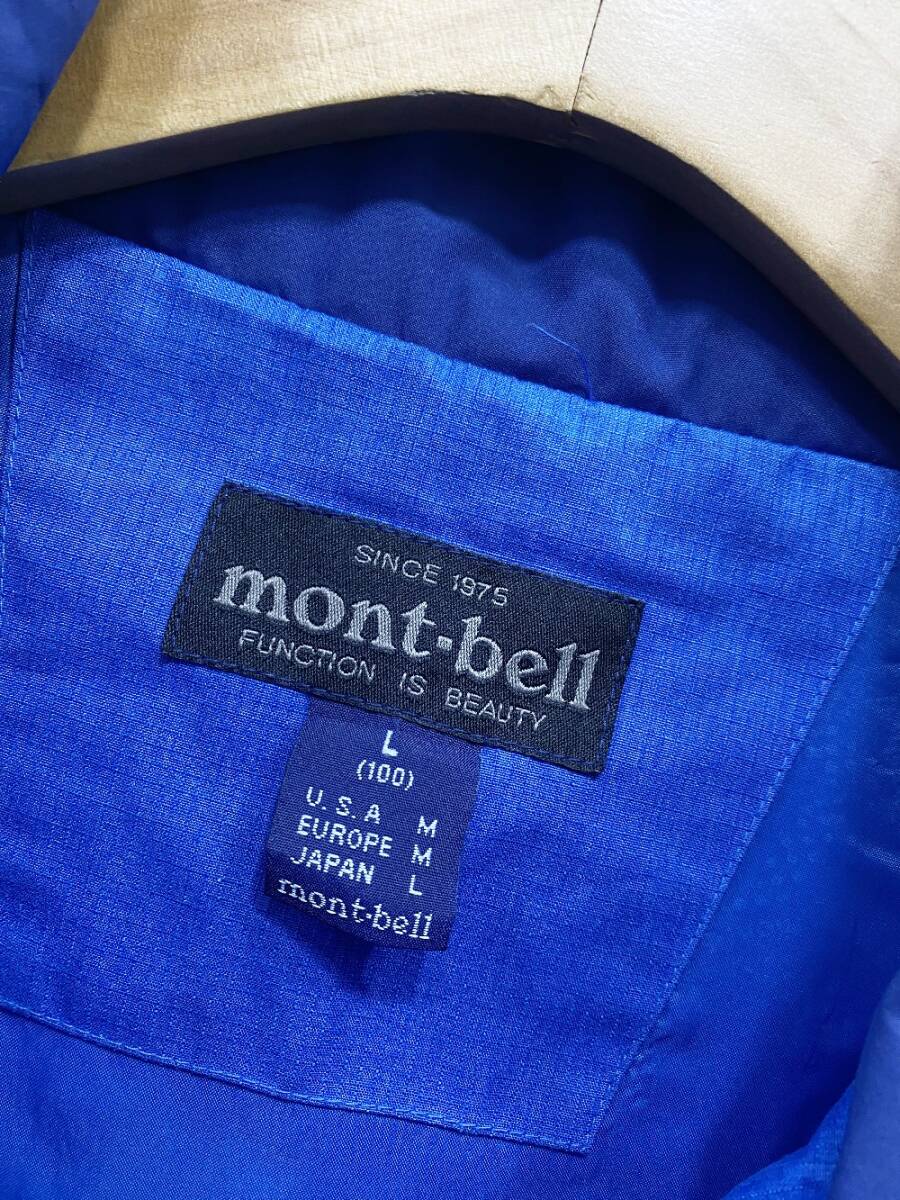 SINCE 1975
mont-bell
FUNCTION IS BEAUTY
L
(100)
U.S.A M
EUROPE M
JAPAN L
mont-bell